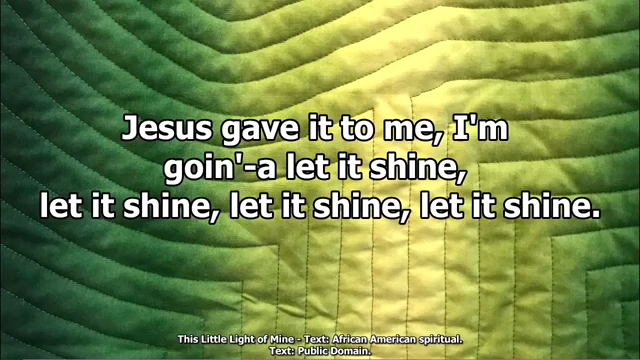 Jesus gave it to me, I'm
goin'-a let it shine,
let it shine, let it shine, let it shine.
This Little Light of Mine - Text: African American spiritual.
Text: Public Domain.